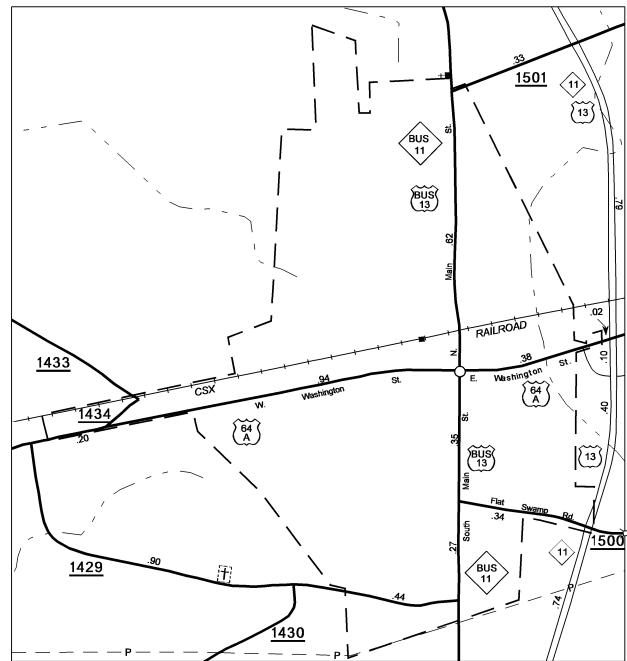 .33
1501
11
13
BUS
11
St.
BUS
13
.79
.62
Main
.02
RAILROAD
N.
.10
1433
.38
St.
Washington
E.
CSX
.94
St.
Washington
W.
1434
.20
64
A
64
A
St.
.40
.35
BUS
13
13
Main
Flat Swamp Rd.
.34
South
1500
.27
11
BUS
11
R
.74
1429
.90
.44
1430
P
P